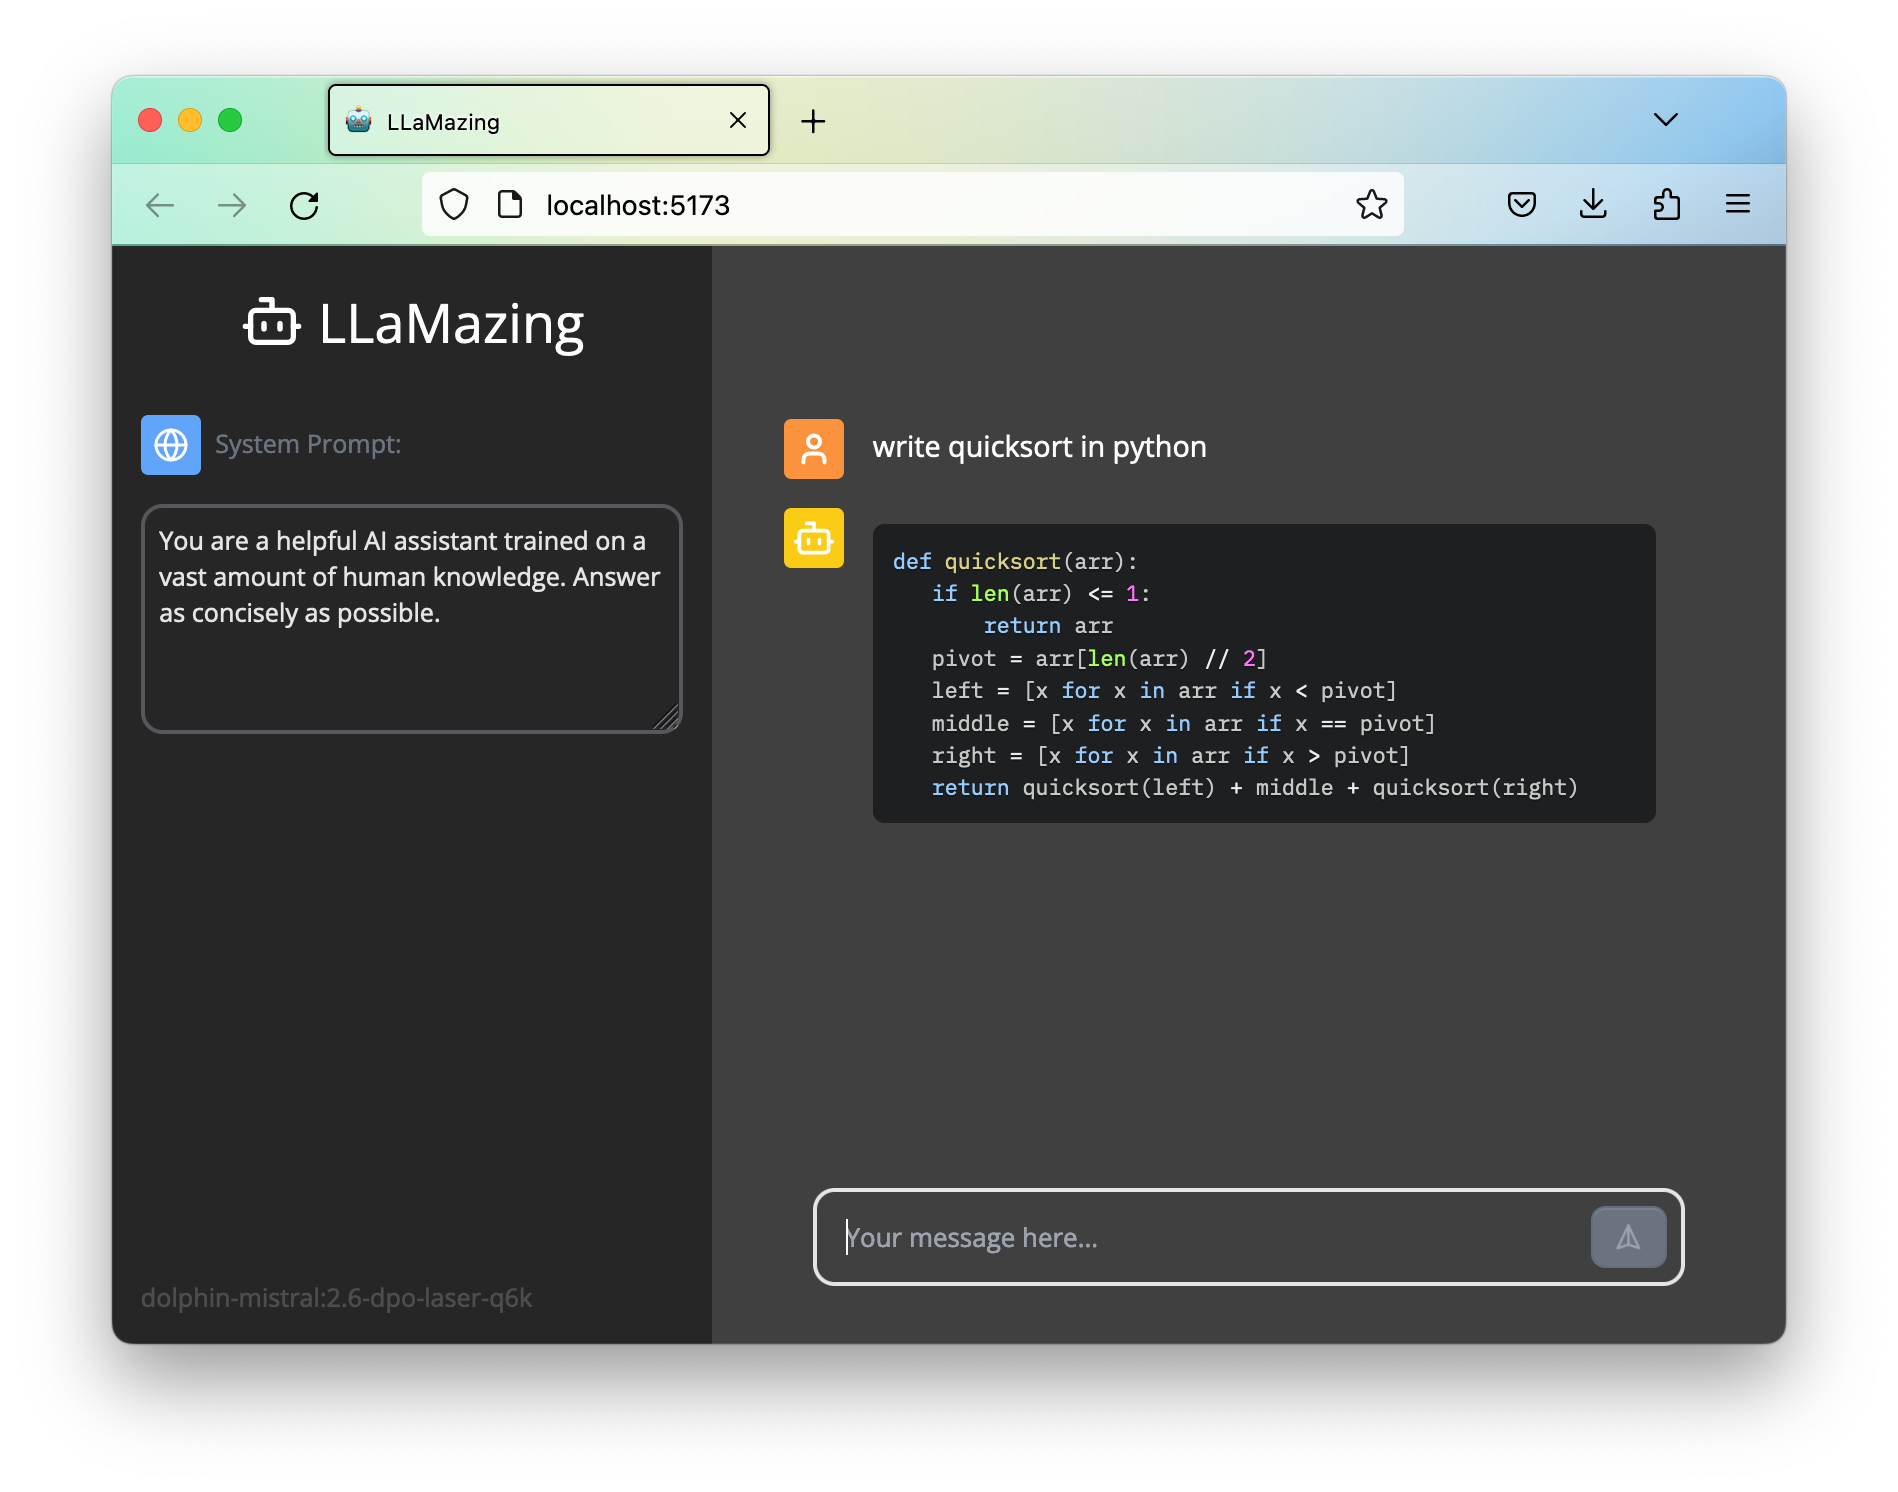 LLaMazing
localhost:5173
LLaMazing
System Prompt:
You are a helpful AI assistant trained on a
vast amount of human knowledge. Answer
as concisely as possible.
dolphin-mistral:2.6-dpo-laser-q6k
write quicksort in python
def quicksort(arr):
   if len(arr) <= 1:
       return arr
   pivot = arr[len(arr) // 2]
   left = [x for x in arr if x < pivot]
   middle = [x for x in arr if x == pivot]
   right = [x for x in arr if x > pivot]
   return quicksort(left) + middle + quicksort(right)
Your message here...